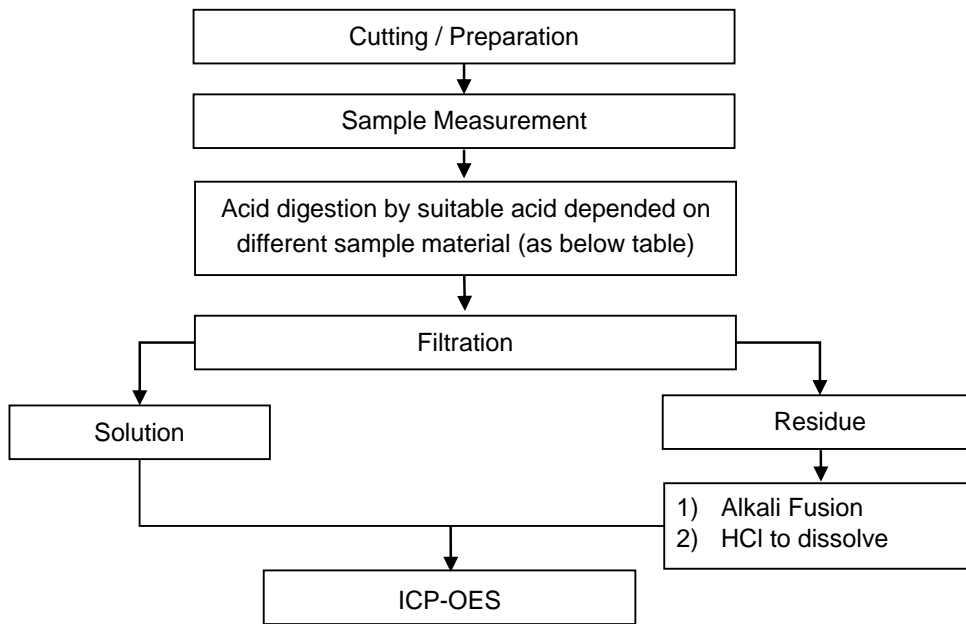 Cutting / Preparation
Sample Measurement
Acid digestion by suitable acid depended on
different sample material (as below table)
Filtration
Solution
Residue
1) Alkali Fusion
2) HCl to dissolve
ICP-OES